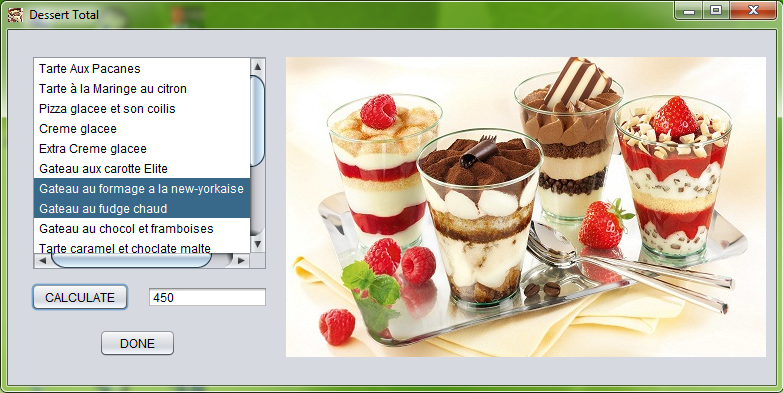 Dessert Total
Tarte Aux Pacanes
Tarte à la Maringe au citron
Pizza glacee et son coilis
Creme glacee
Extra Creme glacee
Gateau aux carotte Elite
Gateau au formage a la new-yorkaise
Gateau au fudge chaud
Gateau au chocol et framboises
Tarte caramel et choclate malte
CALCULATE
450
DONE